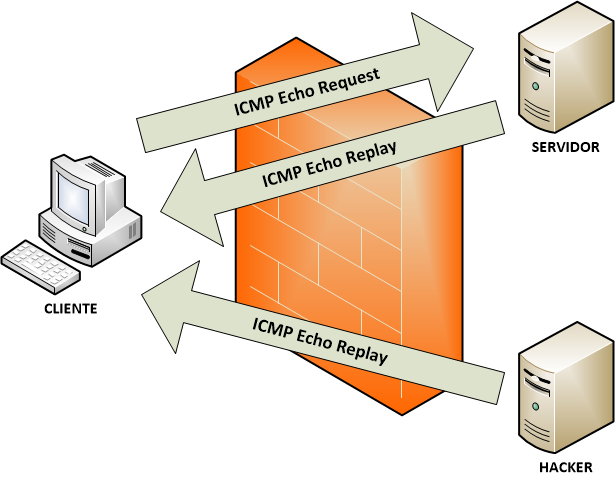 ICMP Echo Request
SERVIDOR
ICMP Echo Replay
CLIENTE
ICMP Echo Replay
HACKER